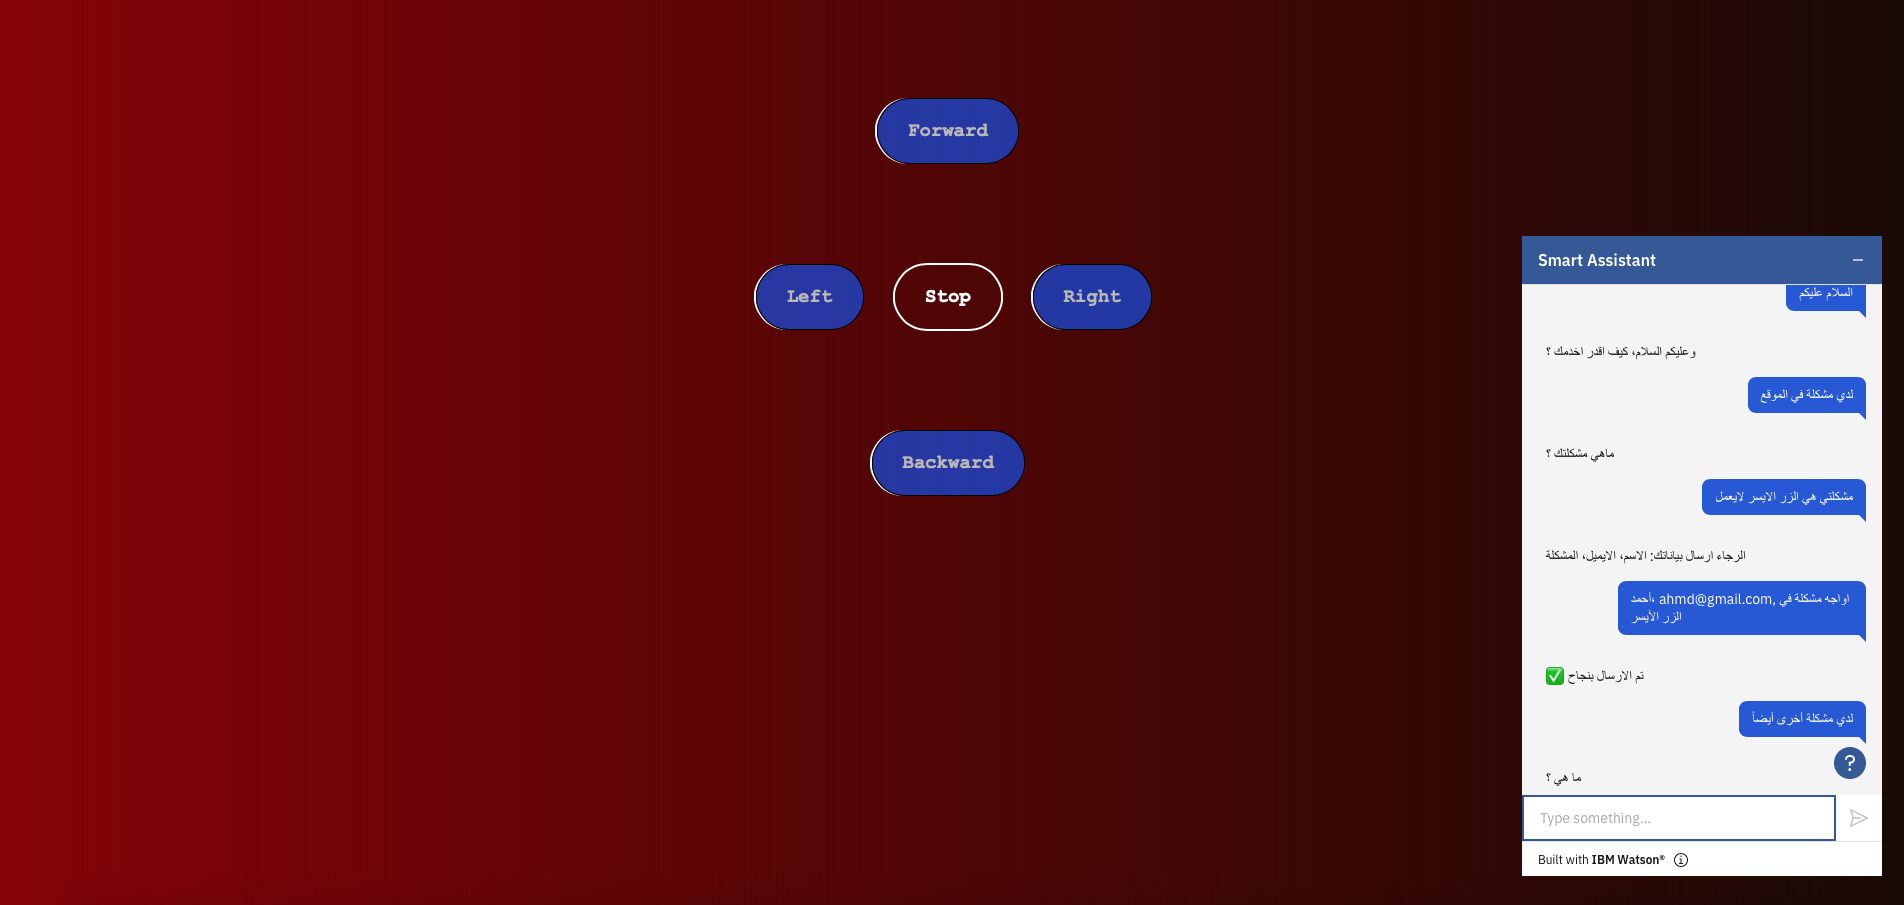 Forward
Left
Stop
Right
Backward
Smart Assistant
السلام عليكم
وعليكم السلام، كيف اقدر اخدمك ؟
لدي مشكلة في الموقع
ماهي مشكلتك ؟
مشكلتي هي الزر الايسر لايعمل
الرجاء ارسال بياناتك: الاسم، الايميل، المشكلة
أحمد، ahmd@gmail.com, اواجه مشكلة في
الزر الأيسر
تم الارسال بنجاح ✅
لدي مشكلة أخرى أيضاً
ما هي ؟
?
Type something...
Built with IBM Watson®